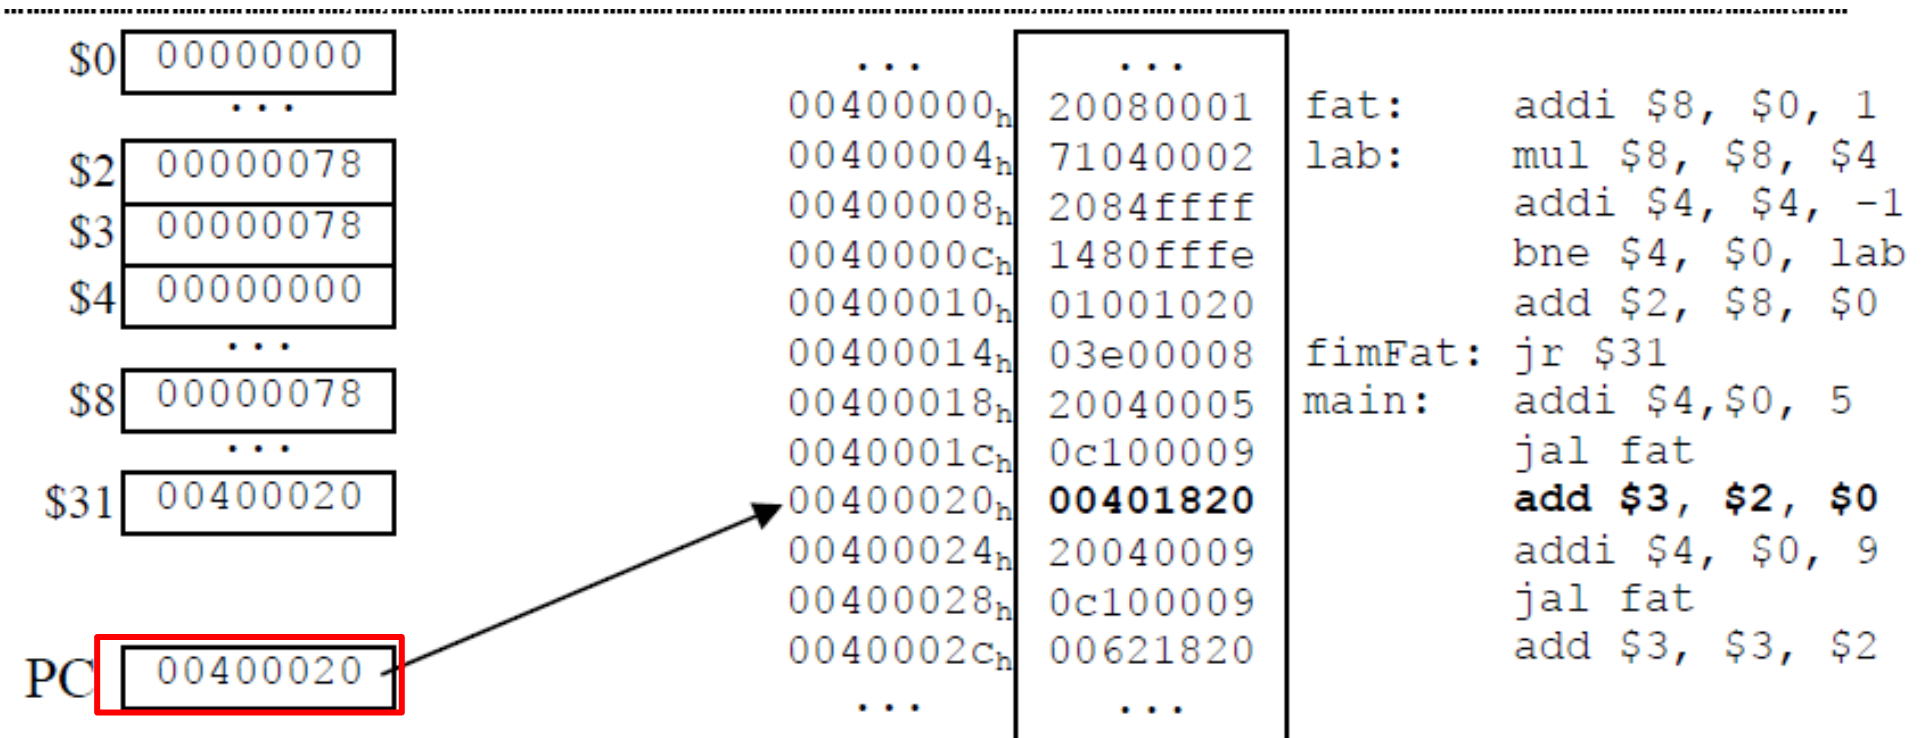 $0 00000000
...
$2 00000078
$3 00000078
$4 00000000
...
$8 00000078
...
$31 00400020
PC 00400020
... ...
00400000h 20080001 fat: addi $8, $0, 1
00400004h 71040002 lab: mul $8, $8, $4
00400008h 2084ffff addi $4, $4, -1
0040000ch 1480fffe bne $4, $0, lab
00400010h 01001020 add $2, $8, $0
00400014h 03e00008 fimFat: jr $31
00400018h 20040005 main: addi $4,$0, 5
0040001ch 0c100009 jal fat
00400020h 00401820 add $3, $2, $0
00400024h 20040009 addi $4, $0, 9
00400028h 0c100009 jal fat
0040002ch 00621820 add $3, $3, $2
... ...